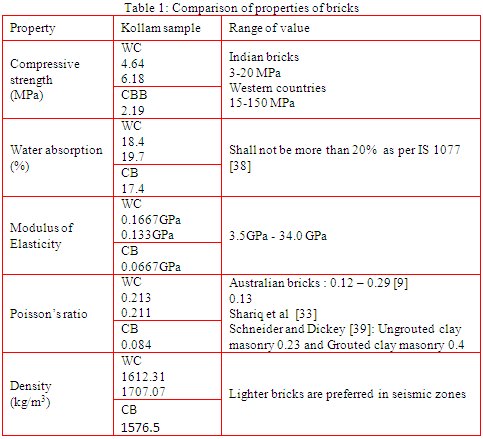 Table 1: Comparison of properties of bricks
Property Kollam sample Range of value
Compressive
strength
(MPa)
WC
4.64
6.18
CBB
2.19
Indian bricks
3-20 MPa
Western countries
15-150 MPa
Water absorption
(%)
WC
18.4
19.7
CB
17.4
Shall not be more than 20% as per IS 1077
[38]
Modulus of
Elasticity
WC
0.1667GPa
0.133GPa
CB
0.0667GPa
3.5GPa - 34.0 GPa
Poisson's ratio
WC
0.213
0.211
CB
0.084
Australian bricks : 0.12 – 0.29 [9]
0.13
Shariq et al [33]
Schneider and Dickey [39]: Ungrouted clay
masonry 0.23 and Grouted clay masonry 0.4
Density
(kg/m³)
WC
1612.31
1707.07
CB
1576.5
Lighter bricks are preferred in seismic zones